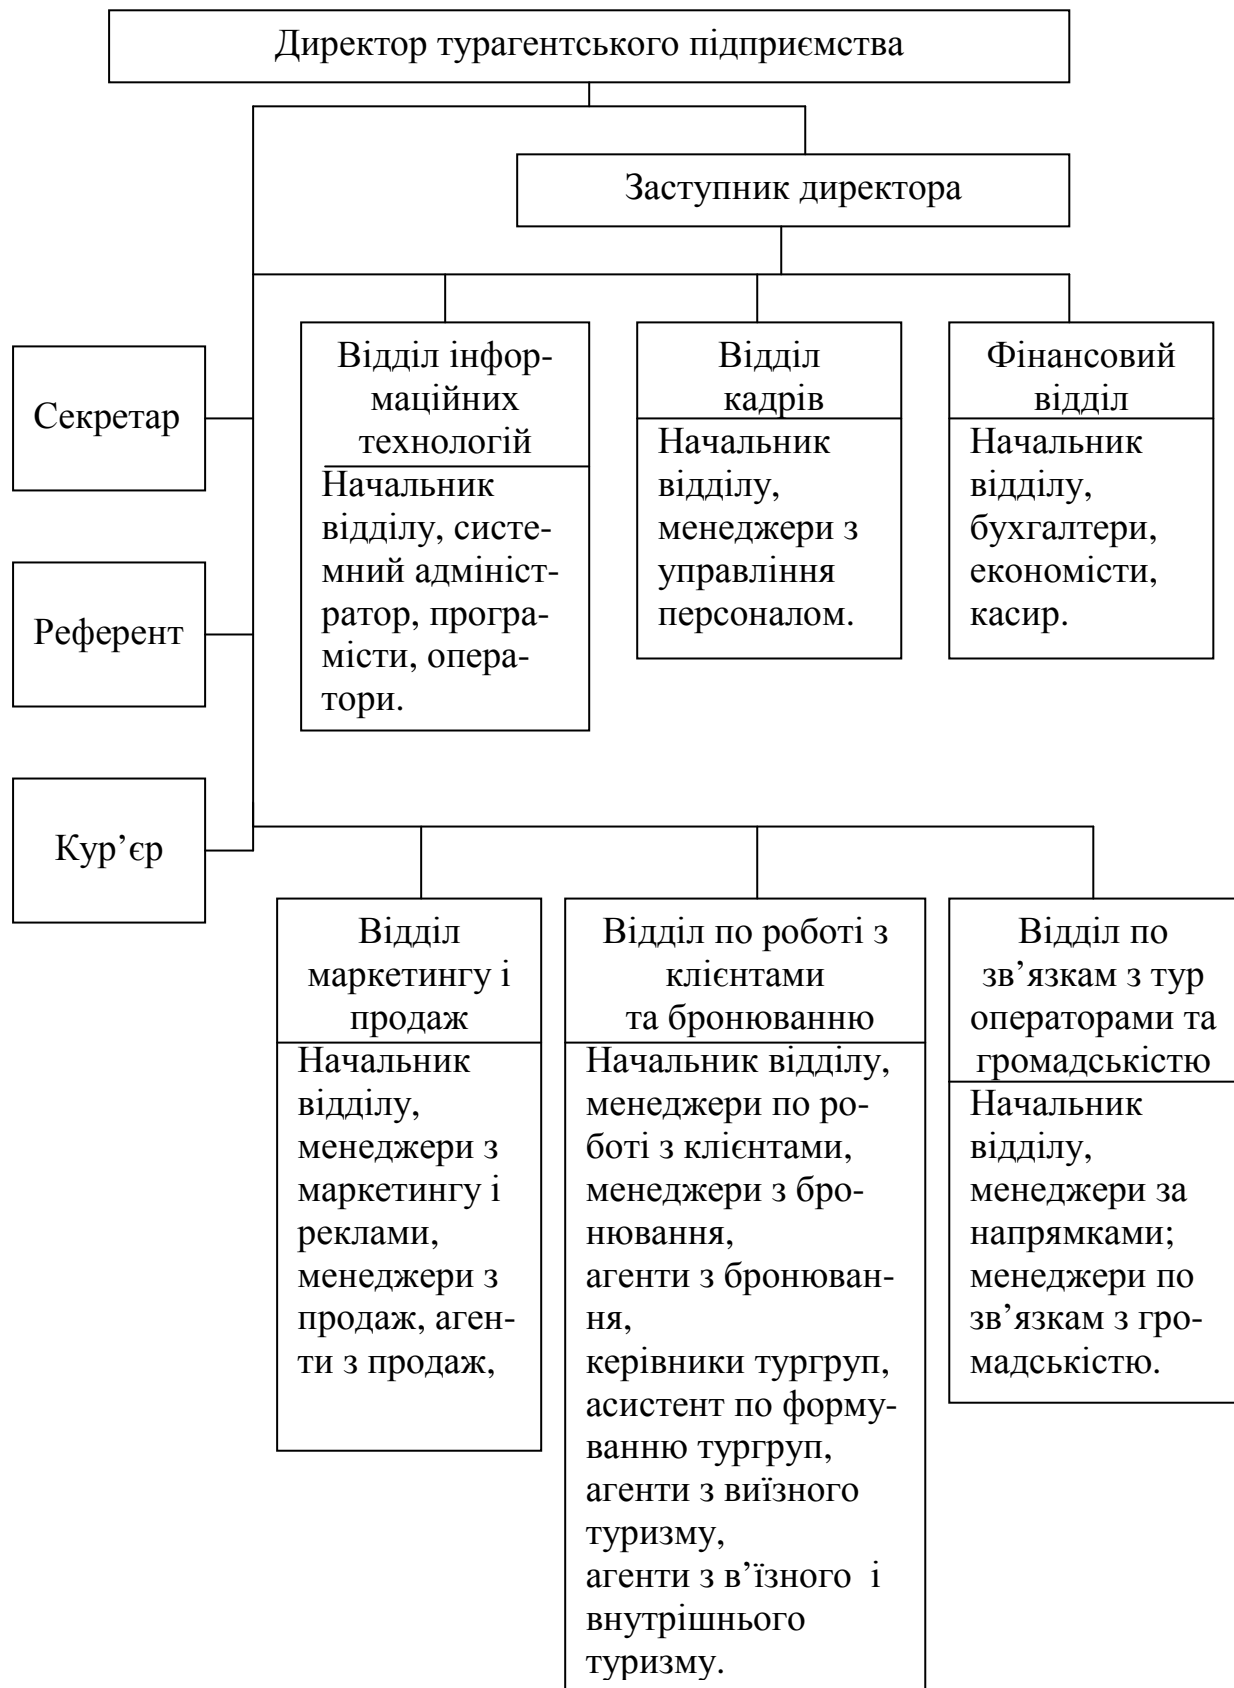 Директор турагентського підприємства
Заступник директора
Відділ інфор-
маційних
технологій
Начальник
відділу, систе-
мний адмініст-
ратор, програ-
місти, опера-
тори.
Відділ
кадрів
Начальник
відділу,
менеджери з
управління
персоналом.
Фінансовий
відділ
Начальник
відділу,
бухгалтери,
економісти,
касир.
Секретар
Референт
Кур’єр
Відділ
маркетингу і
продаж
Начальник
відділу,
менеджери з
маркетингу і
реклами,
менеджери з
продаж, аген-
ти з продаж,
Відділ по роботі з
клієнтами
та бронюванню
Начальник відділу,
менеджери по ро-
боті з клієнтами,
менеджери з бро-
нювання,
агенти з бронюван-
ня,
керівники тургруп,
асистент по форму-
ванню тургруп,
агенти з виїзного
туризму,
агенти з в’їзного і
внутрішнього
туризму.
Відділ по
зв’язкам з тур
операторами та
громадськістю
Начальник
відділу,
менеджери за
напрямками;
менеджери по
зв’язкам з гро-
мадськістю.